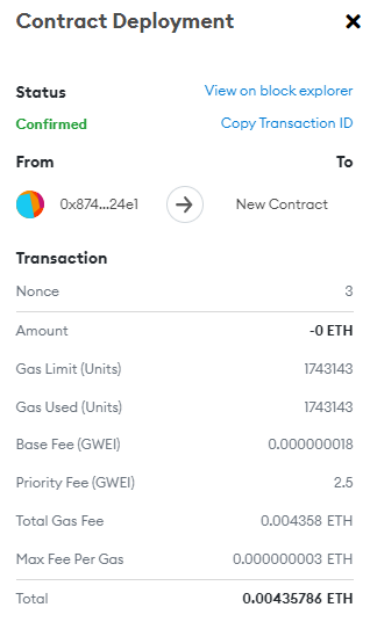 Contract Deployment
Status View on block explorer
Confirmed Copy Transaction ID
From To
0x874...24e1 New Contract
Transaction
Nonce 3
Amount -0 ETH
Gas Limit (Units) 1743143
Gas Used (Units) 1743143
Base Fee (GWEI) 0.000000018
Priority Fee (GWEI) 2.5
Total Gas Fee 0.004358 ETH
Max Fee Per Gas 0.000000003 ETH
Total 0.00435786 ETH